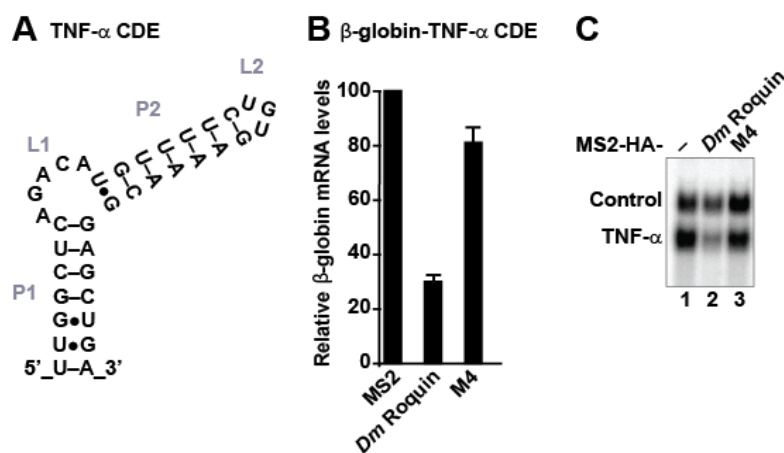 A TNF-α CDE
L2
P2
U G U
C–G
U–A
U–A
U–A
U–A
G–C
U•G
L1
A G A C A
C–G
U–A
C–G
P1
G–C
G•U
U•G
5'_U–A_3'
B β-globin-TNF-α CDE
Relative β-globin mRNA levels
100
80
60
40
20
0
MS2
Dm Roquin
M4
C
MS2-HA- – Dm Roquin M4
Control
TNF-α
1 2 3